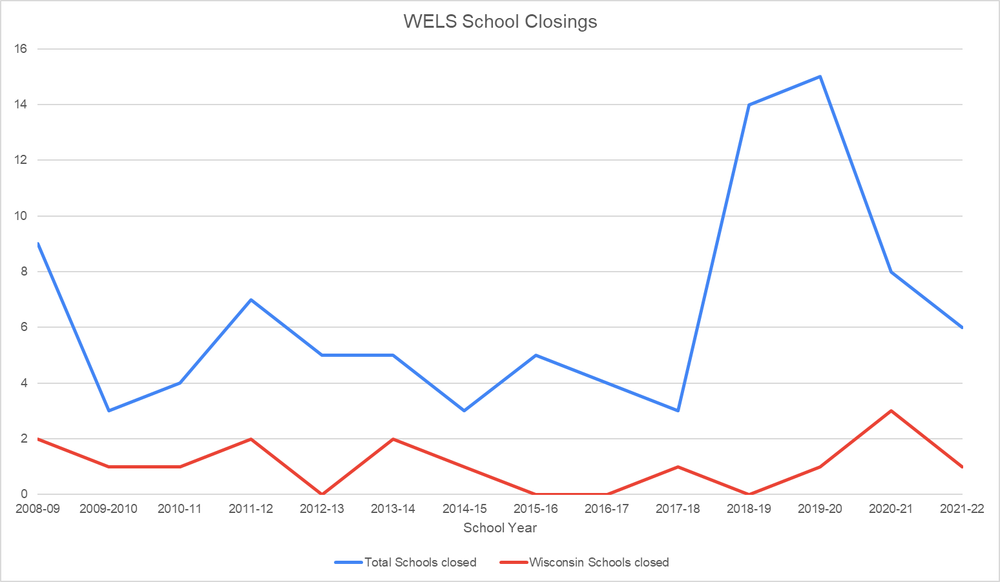 WELS School Closings
16
14
12
10
8
6
4
2
0
2008-09 2009-2010 2010-11 2011-12 2012-13 2013-14 2014-15 2015-16 2016-17 2017-18 2018-19 2019-20 2020-21 2021-22
School Year
Total Schools closed Wisconsin Schools closed